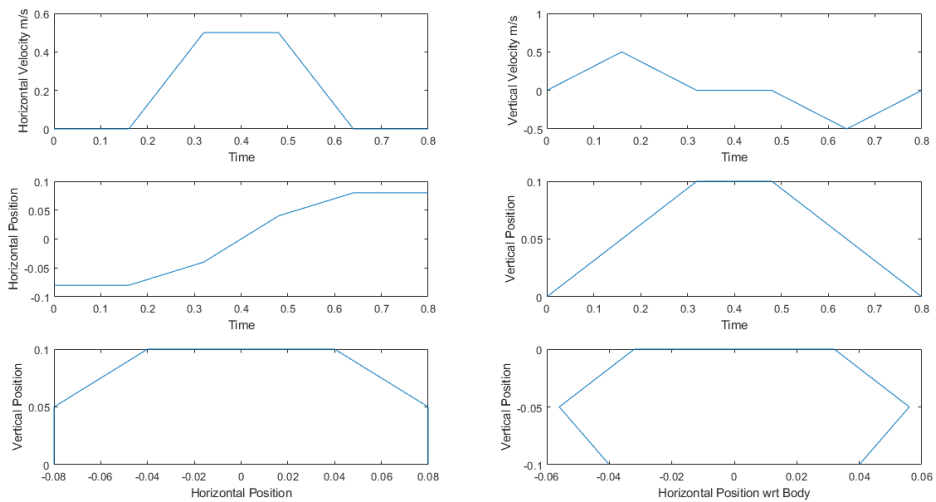 Horizontal Velocity m/s
0.6
0.4
0.2
0
0 0.1 0.2 0.3 0.4 0.5 0.6 0.7 0.8
Time
Vertical Velocity m/s
1
0.5
0
-0.5
0 0.1 0.2 0.3 0.4 0.5 0.6 0.7 0.8
Time
Horizontal Position
0.1
0.05
0
-0.05
-0.1
0 0.1 0.2 0.3 0.4 0.5 0.6 0.7 0.8
Time
Vertical Position
0.1
0.05
0
0 0.1 0.2 0.3 0.4 0.5 0.6 0.7 0.8
Time
Vertical Position
0.1
0.05
0
-0.08 -0.06 -0.04 -0.02 0 0.02 0.04 0.06 0.08
Horizontal Position
Vertical Position
0
-0.05
-0.1
-0.06 -0.04 -0.02 0 0.02 0.04 0.06
Horizontal Position wrt Body